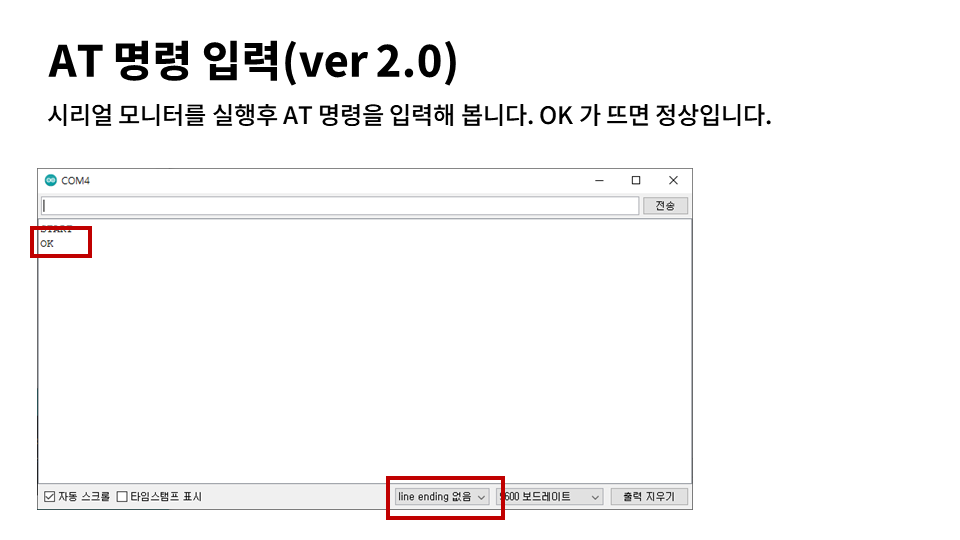 AT 명령 입력(ver 2.0)
시리얼 모니터를 실행후 AT 명령을 입력해 봅니다. OK 가 뜨면 정상입니다.
COM4
전송
START
OK
자동 스크롤 타임스탬프 표시 line ending 없음 9600 보드레이트 출력 지우기